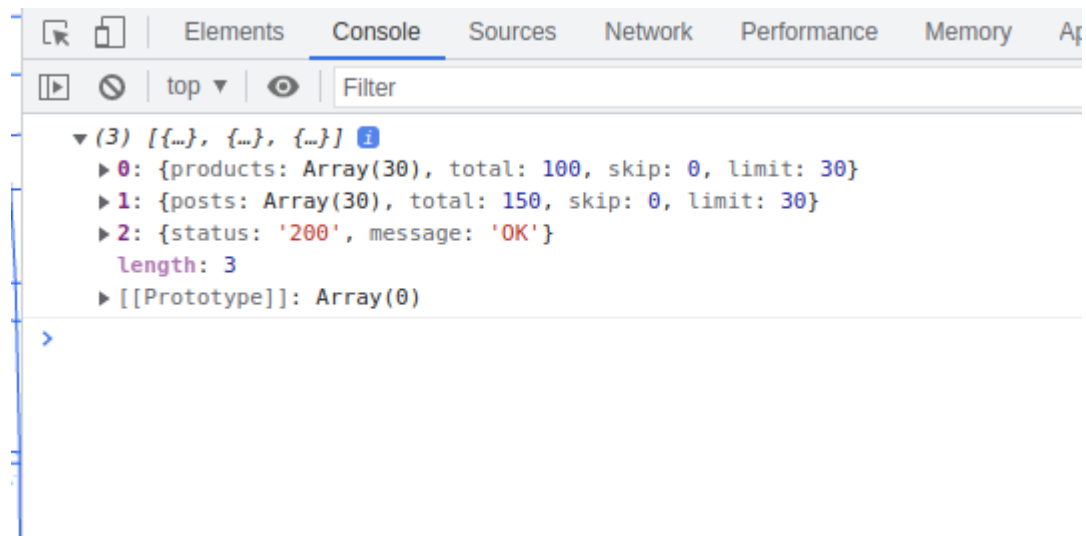 Elements Console Sources Network Performance Memory Ap
top ▼ Filter
▼(3) [{…}, {…}, {…}] i
▶0: {products: Array(30), total: 100, skip: 0, limit: 30}
▶1: {posts: Array(30), total: 150, skip: 0, limit: 30}
▶2: {status: '200', message: 'OK'}
length: 3
▶[[Prototype]]: Array(0)
>